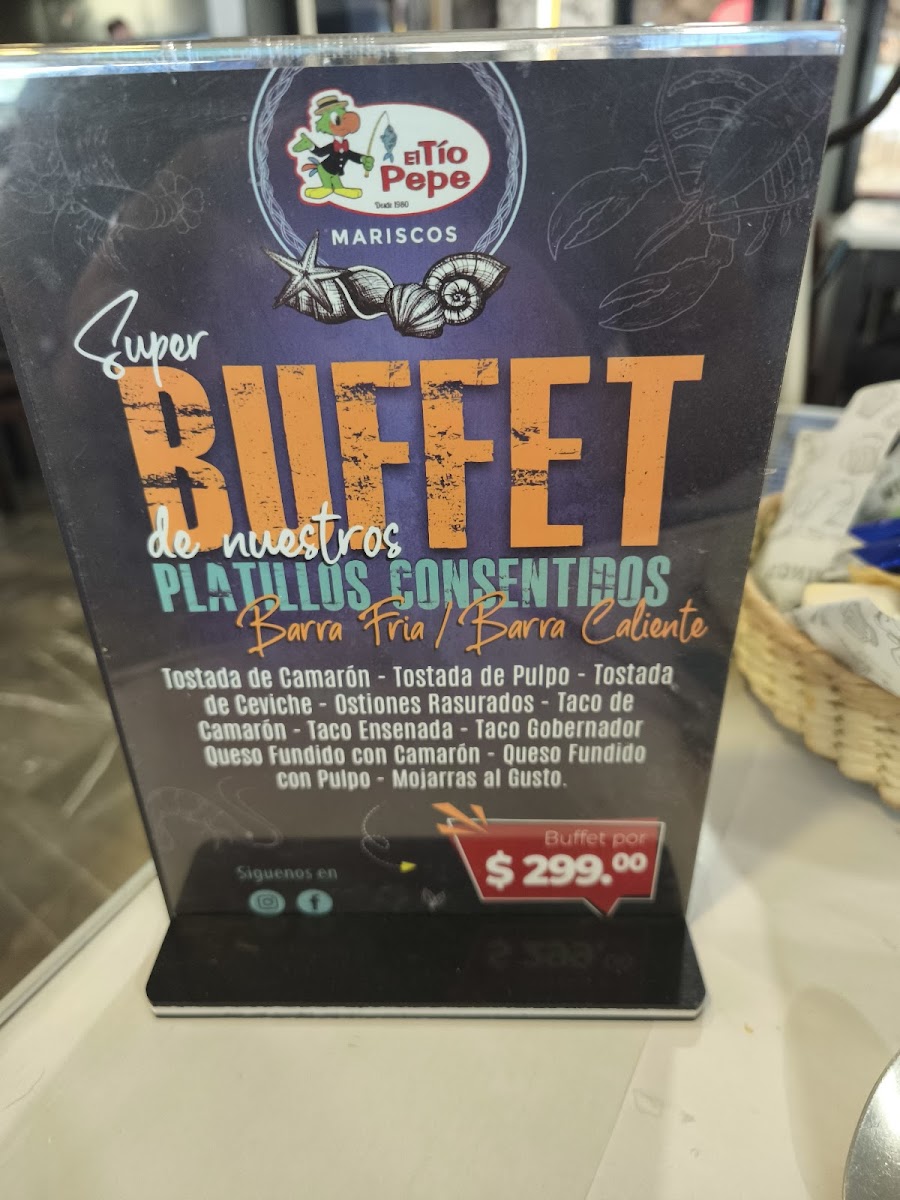 El Tío
Pepe
Desde 1980
MARISCOS
Super
BUFFET
de nuestros
PLATILLOS CONSENTIDOS
Barra Fria / Barra Caliente
Tostada de Camarón - Tostada de Pulpo - Tostada
de Ceviche - Ostiones Rasurados - Taco de
Camarón - Taco Ensenada - Taco Gobernador
Queso Fundido con Camarón - Queso Fundido
con Pulpo - Mojarras al Gusto.
Buffet por
$ 299.00
Siguenos en